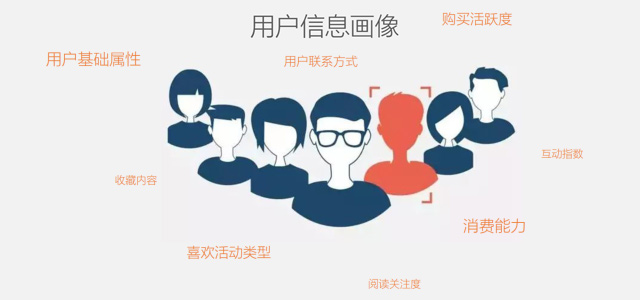 用户信息画像
购买活跃度
用户基础属性
用户联系方式
互动指数
收藏内容
消费能力
喜欢活动类型
阅读关注度